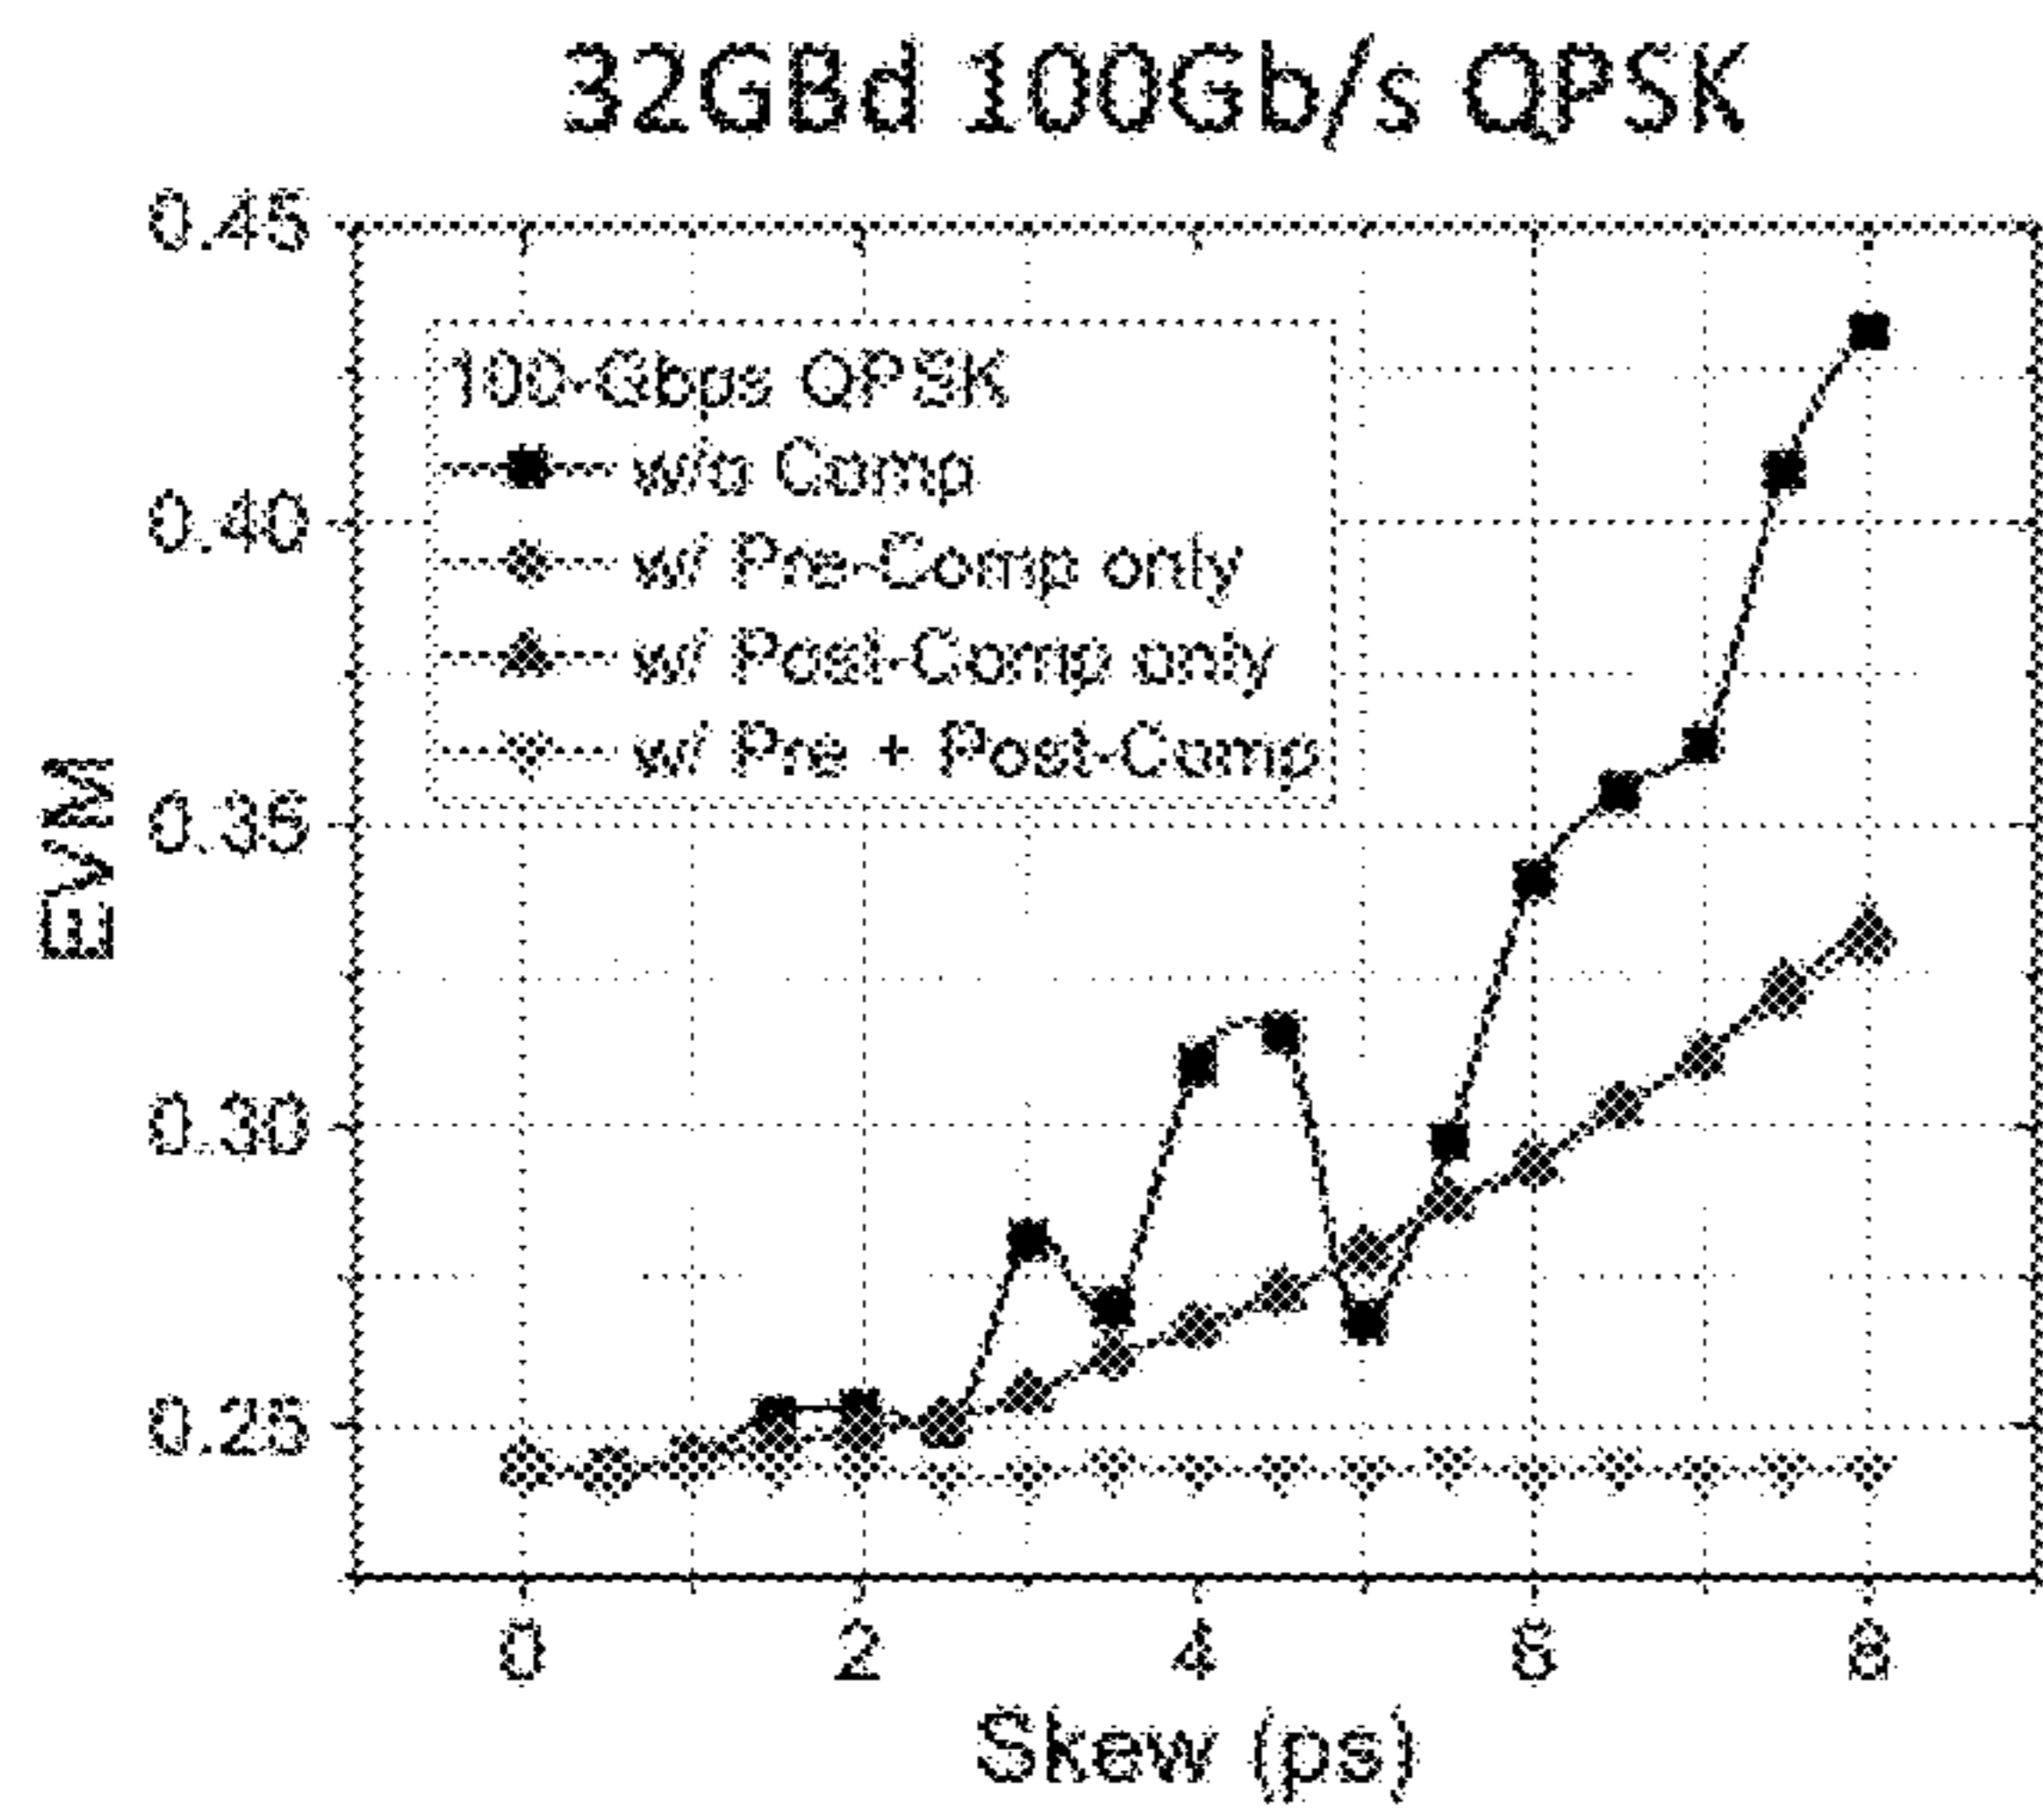 32GBd 100Gb/s QPSK
0.45
100-Gbps QPSK
w/o Comp
0.40
w/ Pre-Comp only
w/ Post-Comp only
w/ Pre + Post-Comp
EVM
0.35
0.30
0.25
0 2 4 6 8
Skew (ps)